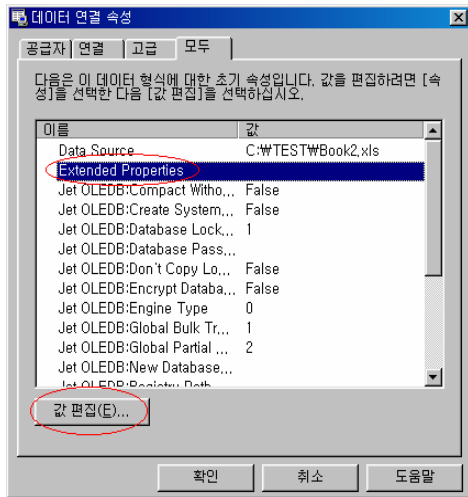 데이터 연결 속성
공급자 연결 고급 모두
다음은 이 데이터 형식에 대한 초기 속성입니다. 값을 편집하려면 [속
성]을 선택한 다음 [값 편집]을 선택하십시오.
이름 값
Data Source C:₩TEST₩Book2.xls
Extended Properties
Jet OLEDB:Compact Witho... False
Jet OLEDB:Create System... False
Jet OLEDB:Database Lock... 1
Jet OLEDB:Database Pass...
Jet OLEDB:Don't Copy Lo... False
Jet OLEDB:Encrypt Databa... False
Jet OLEDB:Engine Type 0
Jet OLEDB:Global Bulk Tr... 1
Jet OLEDB:Global Partial ... 2
Jet OLEDB:New Database...
Jet OLEDB:Registry Path
값 편집(E)...
확인 취소 도움말